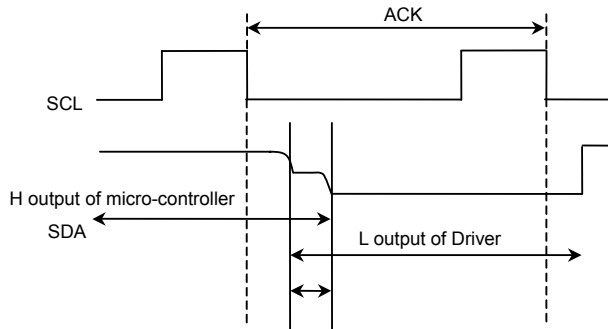 ACK
SCL
H output of micro-controller
SDA
L output of Driver